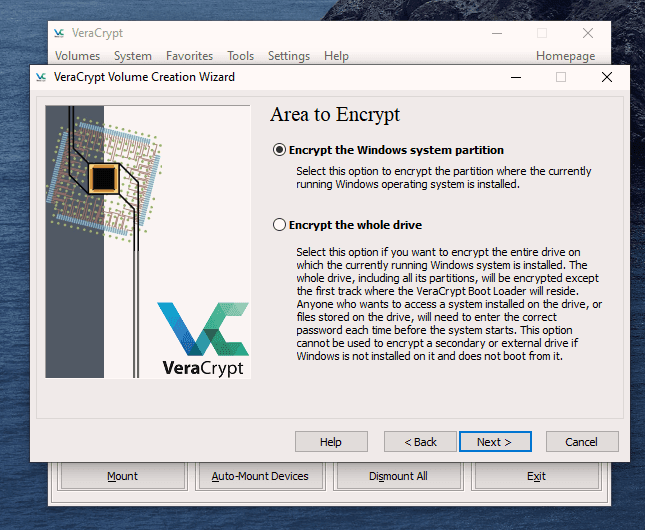 VeraCrypt
Volumes System Favorites Tools Settings Help Homepage
VeraCrypt Volume Creation Wizard
Area to Encrypt
Encrypt the Windows system partition
Select this option to encrypt the partition where the currently
running Windows operating system is installed.
Encrypt the whole drive
Select this option if you want to encrypt the entire drive on
which the currently running Windows system is installed. The
whole drive, including all its partitions, will be encrypted except
the first track where the VeraCrypt Boot Loader will reside.
Anyone who wants to access a system installed on the drive, or
files stored on the drive, will need to enter the correct
password each time before the system starts. This option
cannot be used to encrypt a secondary or external drive if
Windows is not installed on it and does not boot from it.
VeraCrypt
Help < Back Next > Cancel
Mount Auto-Mount Devices Dismount All Exit